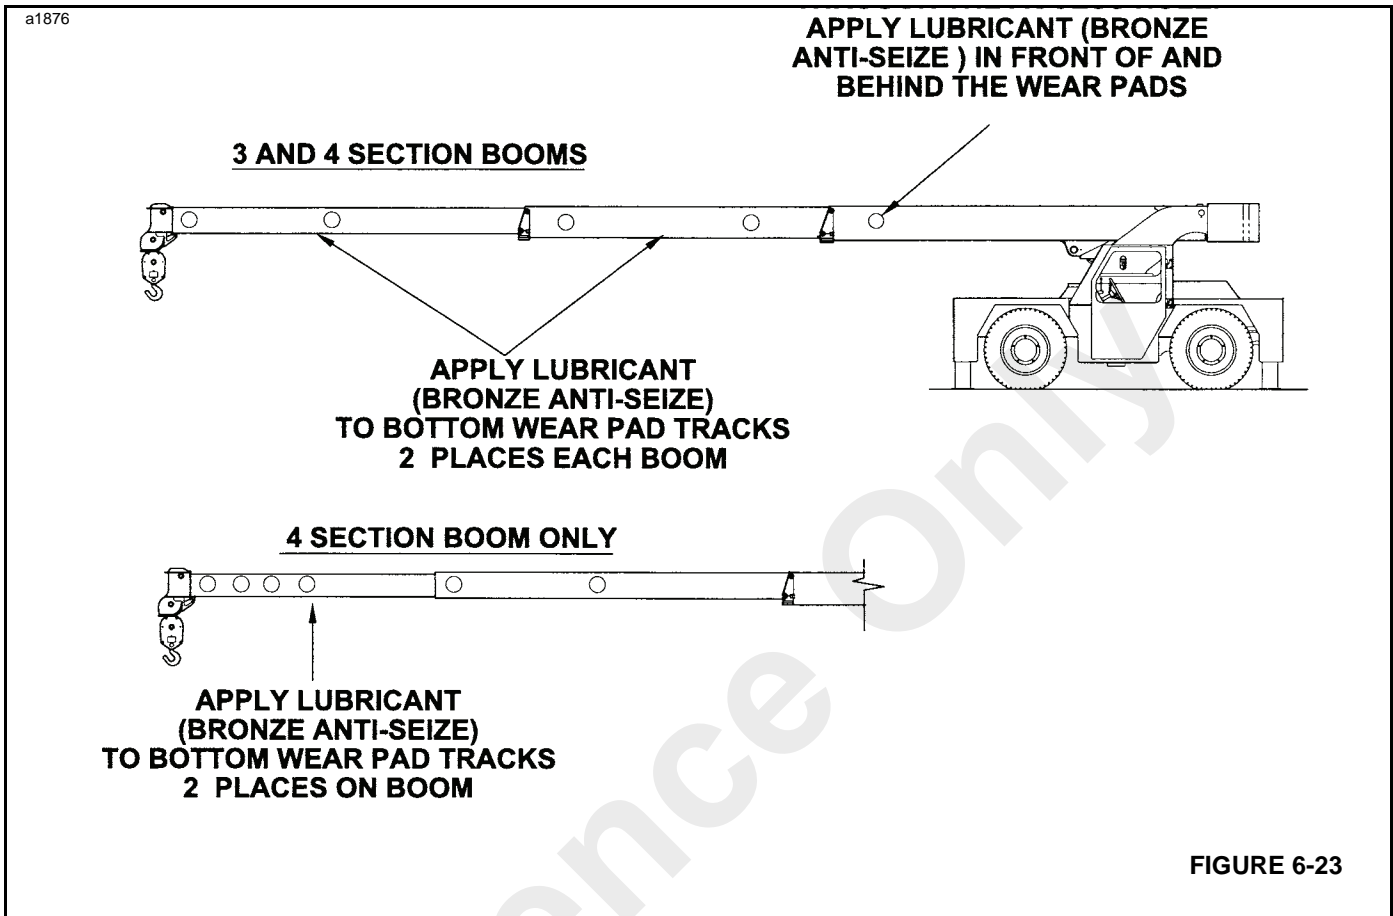 a1876
APPLY LUBRICANT (BRONZE
ANTI-SEIZE ) IN FRONT OF AND
BEHIND THE WEAR PADS
3 AND 4 SECTION BOOMS
APPLY LUBRICANT
(BRONZE ANTI-SEIZE)
TO BOTTOM WEAR PAD TRACKS
2 PLACES EACH BOOM
4 SECTION BOOM ONLY
APPLY LUBRICANT
(BRONZE ANTI-SEIZE)
TO BOTTOM WEAR PAD TRACKS
2 PLACES ON BOOM
FIGURE 6-23
ence Only